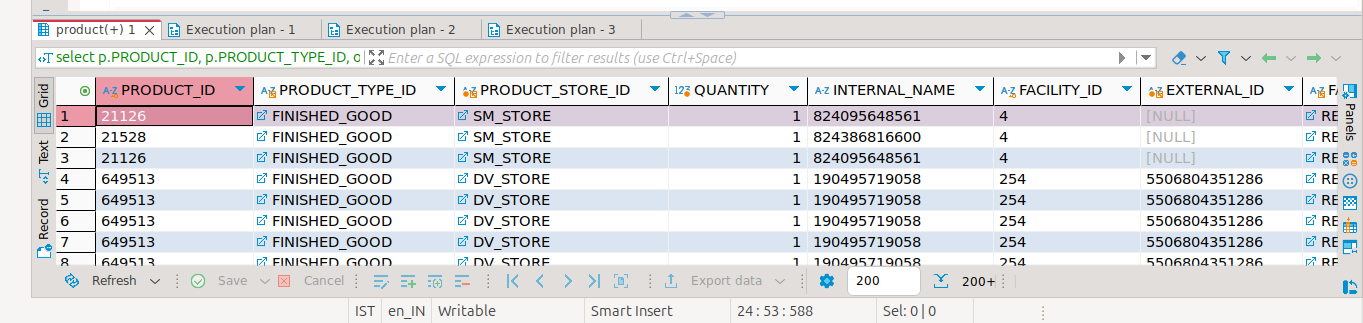 product(+) 1 Execution plan - 1 Execution plan - 2 Execution plan - 3
select p.PRODUCT_ID, p.PRODUCT_TYPE_ID, o Enter a SQL expression to filter results (use Ctrl+Space)
Grid
Text
Record
PRODUCT_ID PRODUCT_TYPE_ID PRODUCT_STORE_ID QUANTITY INTERNAL_NAME FACILITY_ID EXTERNAL_ID
1 21126 FINISHED_GOOD SM_STORE 1 824095648561 4 [NULL] RE
2 21528 FINISHED_GOOD SM_STORE 1 824386816600 4 [NULL] RE
3 21126 FINISHED_GOOD SM_STORE 1 824095648561 4 [NULL] RE
4 649513 FINISHED_GOOD DV_STORE 1 190495719058 254 5506804351286 RE
5 649513 FINISHED_GOOD DV_STORE 1 190495719058 254 5506804351286 RE
6 649513 FINISHED_GOOD DV_STORE 1 190495719058 254 5506804351286 RE
7 649513 FINISHED_GOOD DV_STORE 1 190495719058 254 5506804351286 RE
8 649513 FINISHED_GOOD DV_STORE 1 190495719058 254 5506804351286 RE
Panels
Refresh Save Cancel Export data 200 200+
IST en_IN Writable Smart Insert 24 : 53 : 588 Sel: 0 | 0